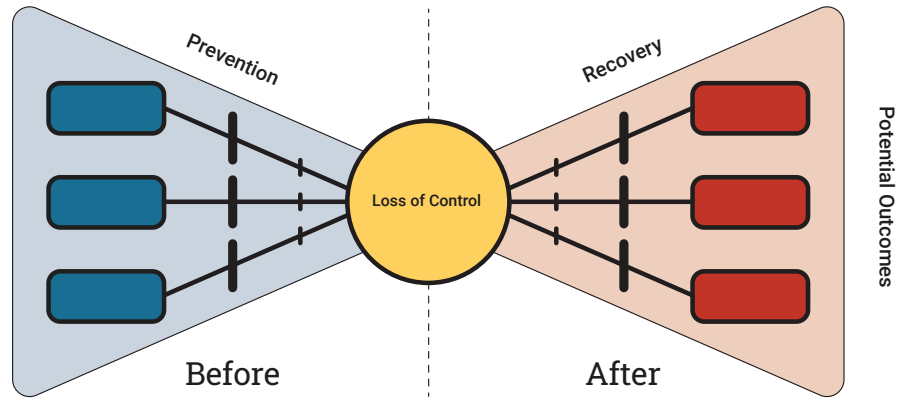 Prevention
Recovery
Loss of Control
Potential Outcomes
Before
After